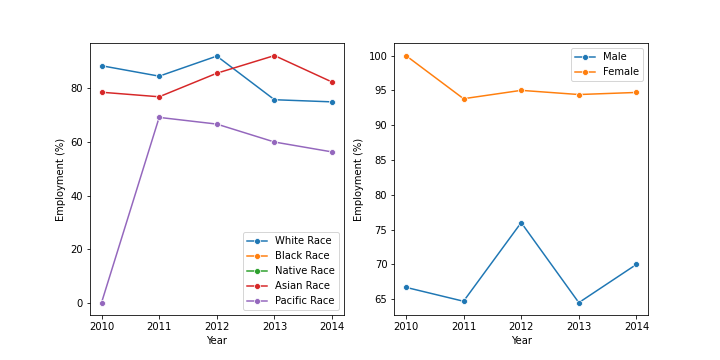 Employment (%)
80
60
40
20
0
2010 2011 2012 2013 2014
Year
White Race
Black Race
Native Race
Asian Race
Pacific Race
Employment (%)
100
95
90
85
80
75
70
65
2010 2011 2012 2013 2014
Year
Male
Female